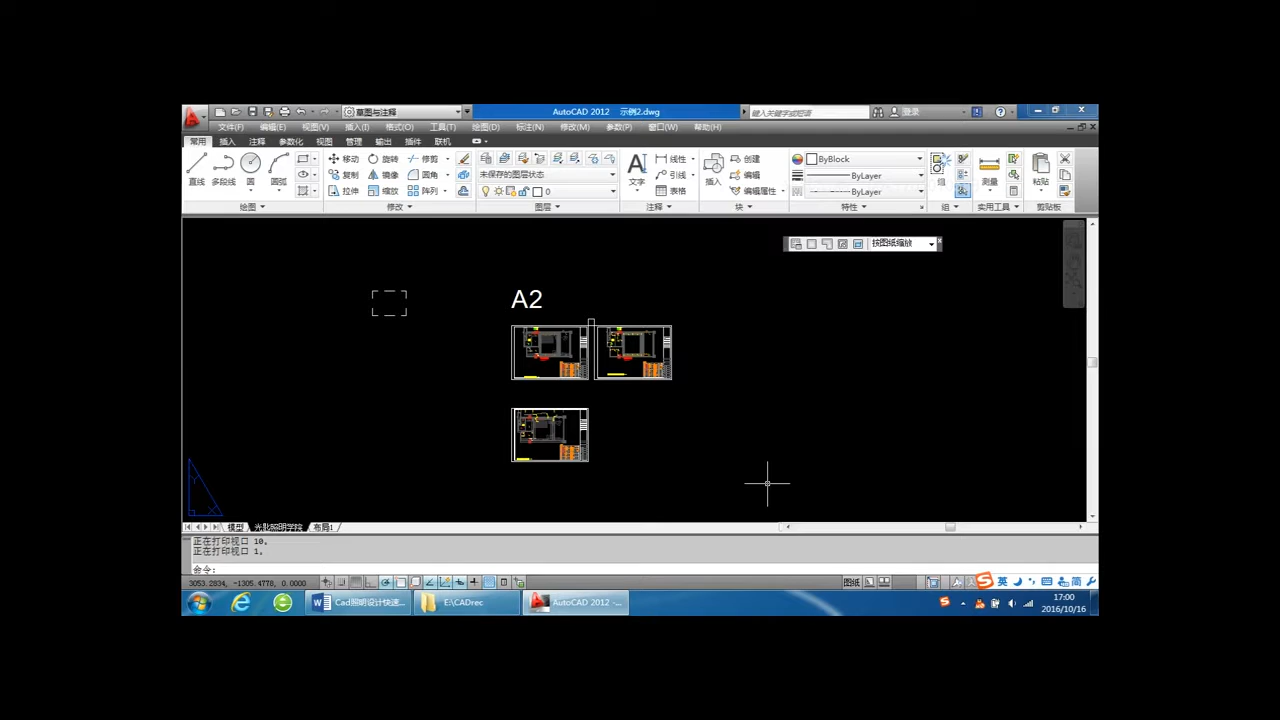 草图与注释
AutoCAD 2012 示例2.dwg
键入关键字或短语
登录
文件(F) 编辑(E) 视图(V) 插入(I) 格式(O) 工具(T) 绘图(D) 标注(N) 修改(M) 参数(P) 窗口(W) 帮助(H)
常用 插入 注释 参数化 视图 管理 输出 插件 联机
移动 旋转 修剪 ByBlock
未保存的图层状态
线性 创建
复制 镜像 圆角 引线 编辑 ByLayer
直线 多段线 圆 圆弧 文字 插入 组 测量 粘贴
拉伸 缩放 阵列 0 表格 编辑属性 ByLayer
绘图 修改 图层 注释 块 特性 组 实用工具 剪贴板
按图纸缩放
A2
模型 光匙照明学院 布局1
正在打印视口 10。
正在打印视口 1。
命令:
3053.2834, -1305.4778, 0.0000
图纸
英 简
Cad照明设计快速...
E:\CADrec
AutoCAD 2012 -...
17:00
2016/10/16